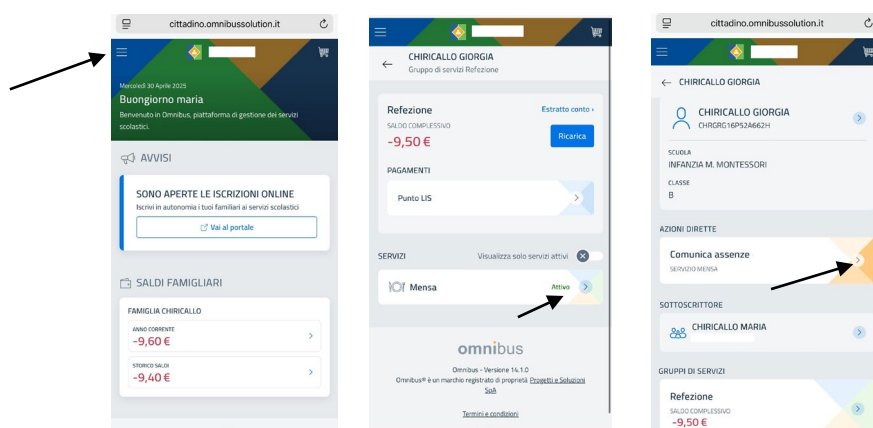 cittadino.omnibussolution.it
Mercoledì 30 Aprile 2025
Buongiorno maria
Benvenuto in Omnibus, piattaforma di gestione dei servizi
scolastici.
AVVISI
SONO APERTE LE ISCRIZIONI ONLINE
Iscrivi in autonomia i tuoi familiari ai servizi scolastici
Vai al portale
SALDI FAMIGLIARI
FAMIGLIA CHIRICALLO
ANNO CORRENTE
-9,60 €
STORICO SALDI
-9,40 €
CHIRICALLO GIORGIA
Gruppo di servizi Refezione
Refezione
Estratto conto ›
SALDO COMPLESSIVO
-9,50 €
Ricarica
PAGAMENTI
Punto LIS
SERVIZI
Visualizza solo servizi attivi
Mensa
Attivo
omnibus
Omnibus - Versione 14.1.0
Omnibus® è un marchio registrato di proprietà Progetti e Soluzioni
SpA
Termini e condizioni
cittadino.omnibussolution.it
CHIRICALLO GIORGIA
CHIRICALLO GIORGIA
CHRGRG16P52A662H
SCUOLA
INFANZIA M. MONTESSORI
CLASSE
B
AZIONI DIRETTE
Comunica assenze
SERVIZIO MENSA
SOTTOSCRITTORE
CHIRICALLO MARIA
GRUPPI DI SERVIZI
Refezione
SALDO COMPLESSIVO
-9,50 €